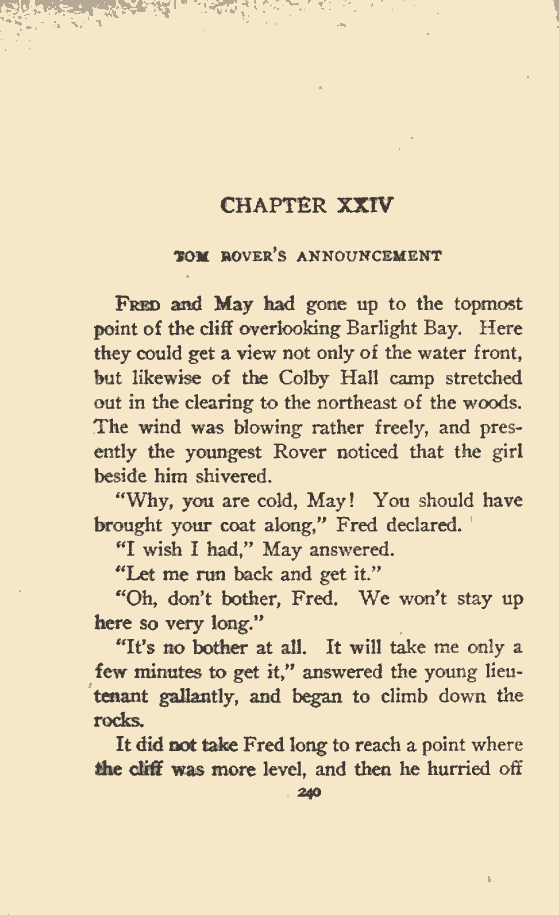 CHAPTER XXIV
TOM ROVER'S ANNOUNCEMENT
FRED and May had gone up to the topmost
point of the cliff overlooking Barlight Bay. Here
they could get a view not only of the water front,
but likewise of the Colby Hall camp stretched
out in the clearing to the northeast of the woods.
The wind was blowing rather freely, and pres-
ently the youngest Rover noticed that the girl
beside him shivered.
“Why, you are cold, May! You should have
brought your coat along,” Fred declared.
“I wish I had,” May answered.
“Let me run back and get it.”
“Oh, don't bother, Fred. We won't stay up
here so very long.”
“It's no bother at all. It will take me only a
few minutes to get it,” answered the young lieu-
tenant gallantly, and began to climb down the
rocks.
It did not take Fred long to reach a point where
the cliff was more level, and then he hurried off
240